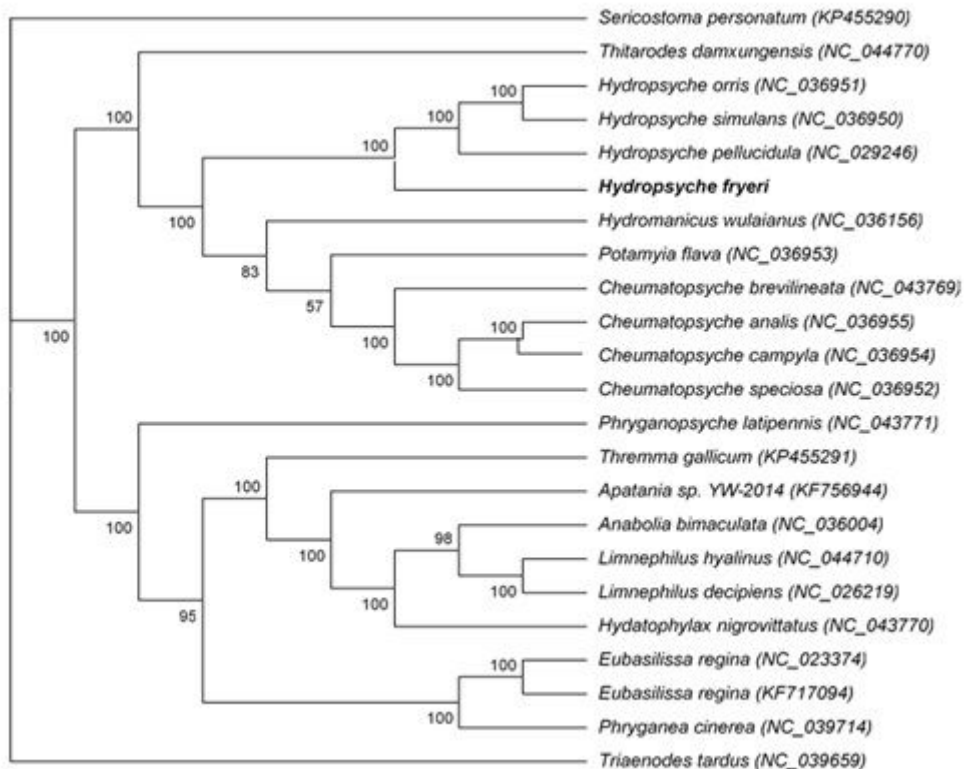 Sericostoma personatum (KP455290)
Thitarodes damxungensis (NC_044770)
100
Hydropsyche orris (NC_036951)
100
100
Hydropsyche simulans (NC_036950)
100
Hydropsyche pellucidula (NC_029246)
Hydropsyche fryeri
100
Hydromanicus wulaianus (NC_036156)
Potamyia flava (NC_036953)
83
Cheumatopsyche brevilineata (NC_043769)
57
Cheumatopsyche analis (NC_036955)
100
100
100
Cheumatopsyche campyla (NC_036954)
100
Cheumatopsyche speciosa (NC_036952)
Phryganopsyche latipennis (NC_043771)
Thremma gallicum (KP455291)
100
Apatania sp. YW-2014 (KF756944)
100
Anabolia bimaculata (NC_036004)
98
100
Limnephilus hyalinus (NC_044710)
Limnephilus decipiens (NC_026219)
100
100
95
Hydatophylax nigrovittatus (NC_043770)
Eubasilissa regina (NC_023374)
100
Eubasilissa regina (KF717094)
100
Phryganea cinerea (NC_039714)
Triaenodes tardus (NC_039659)